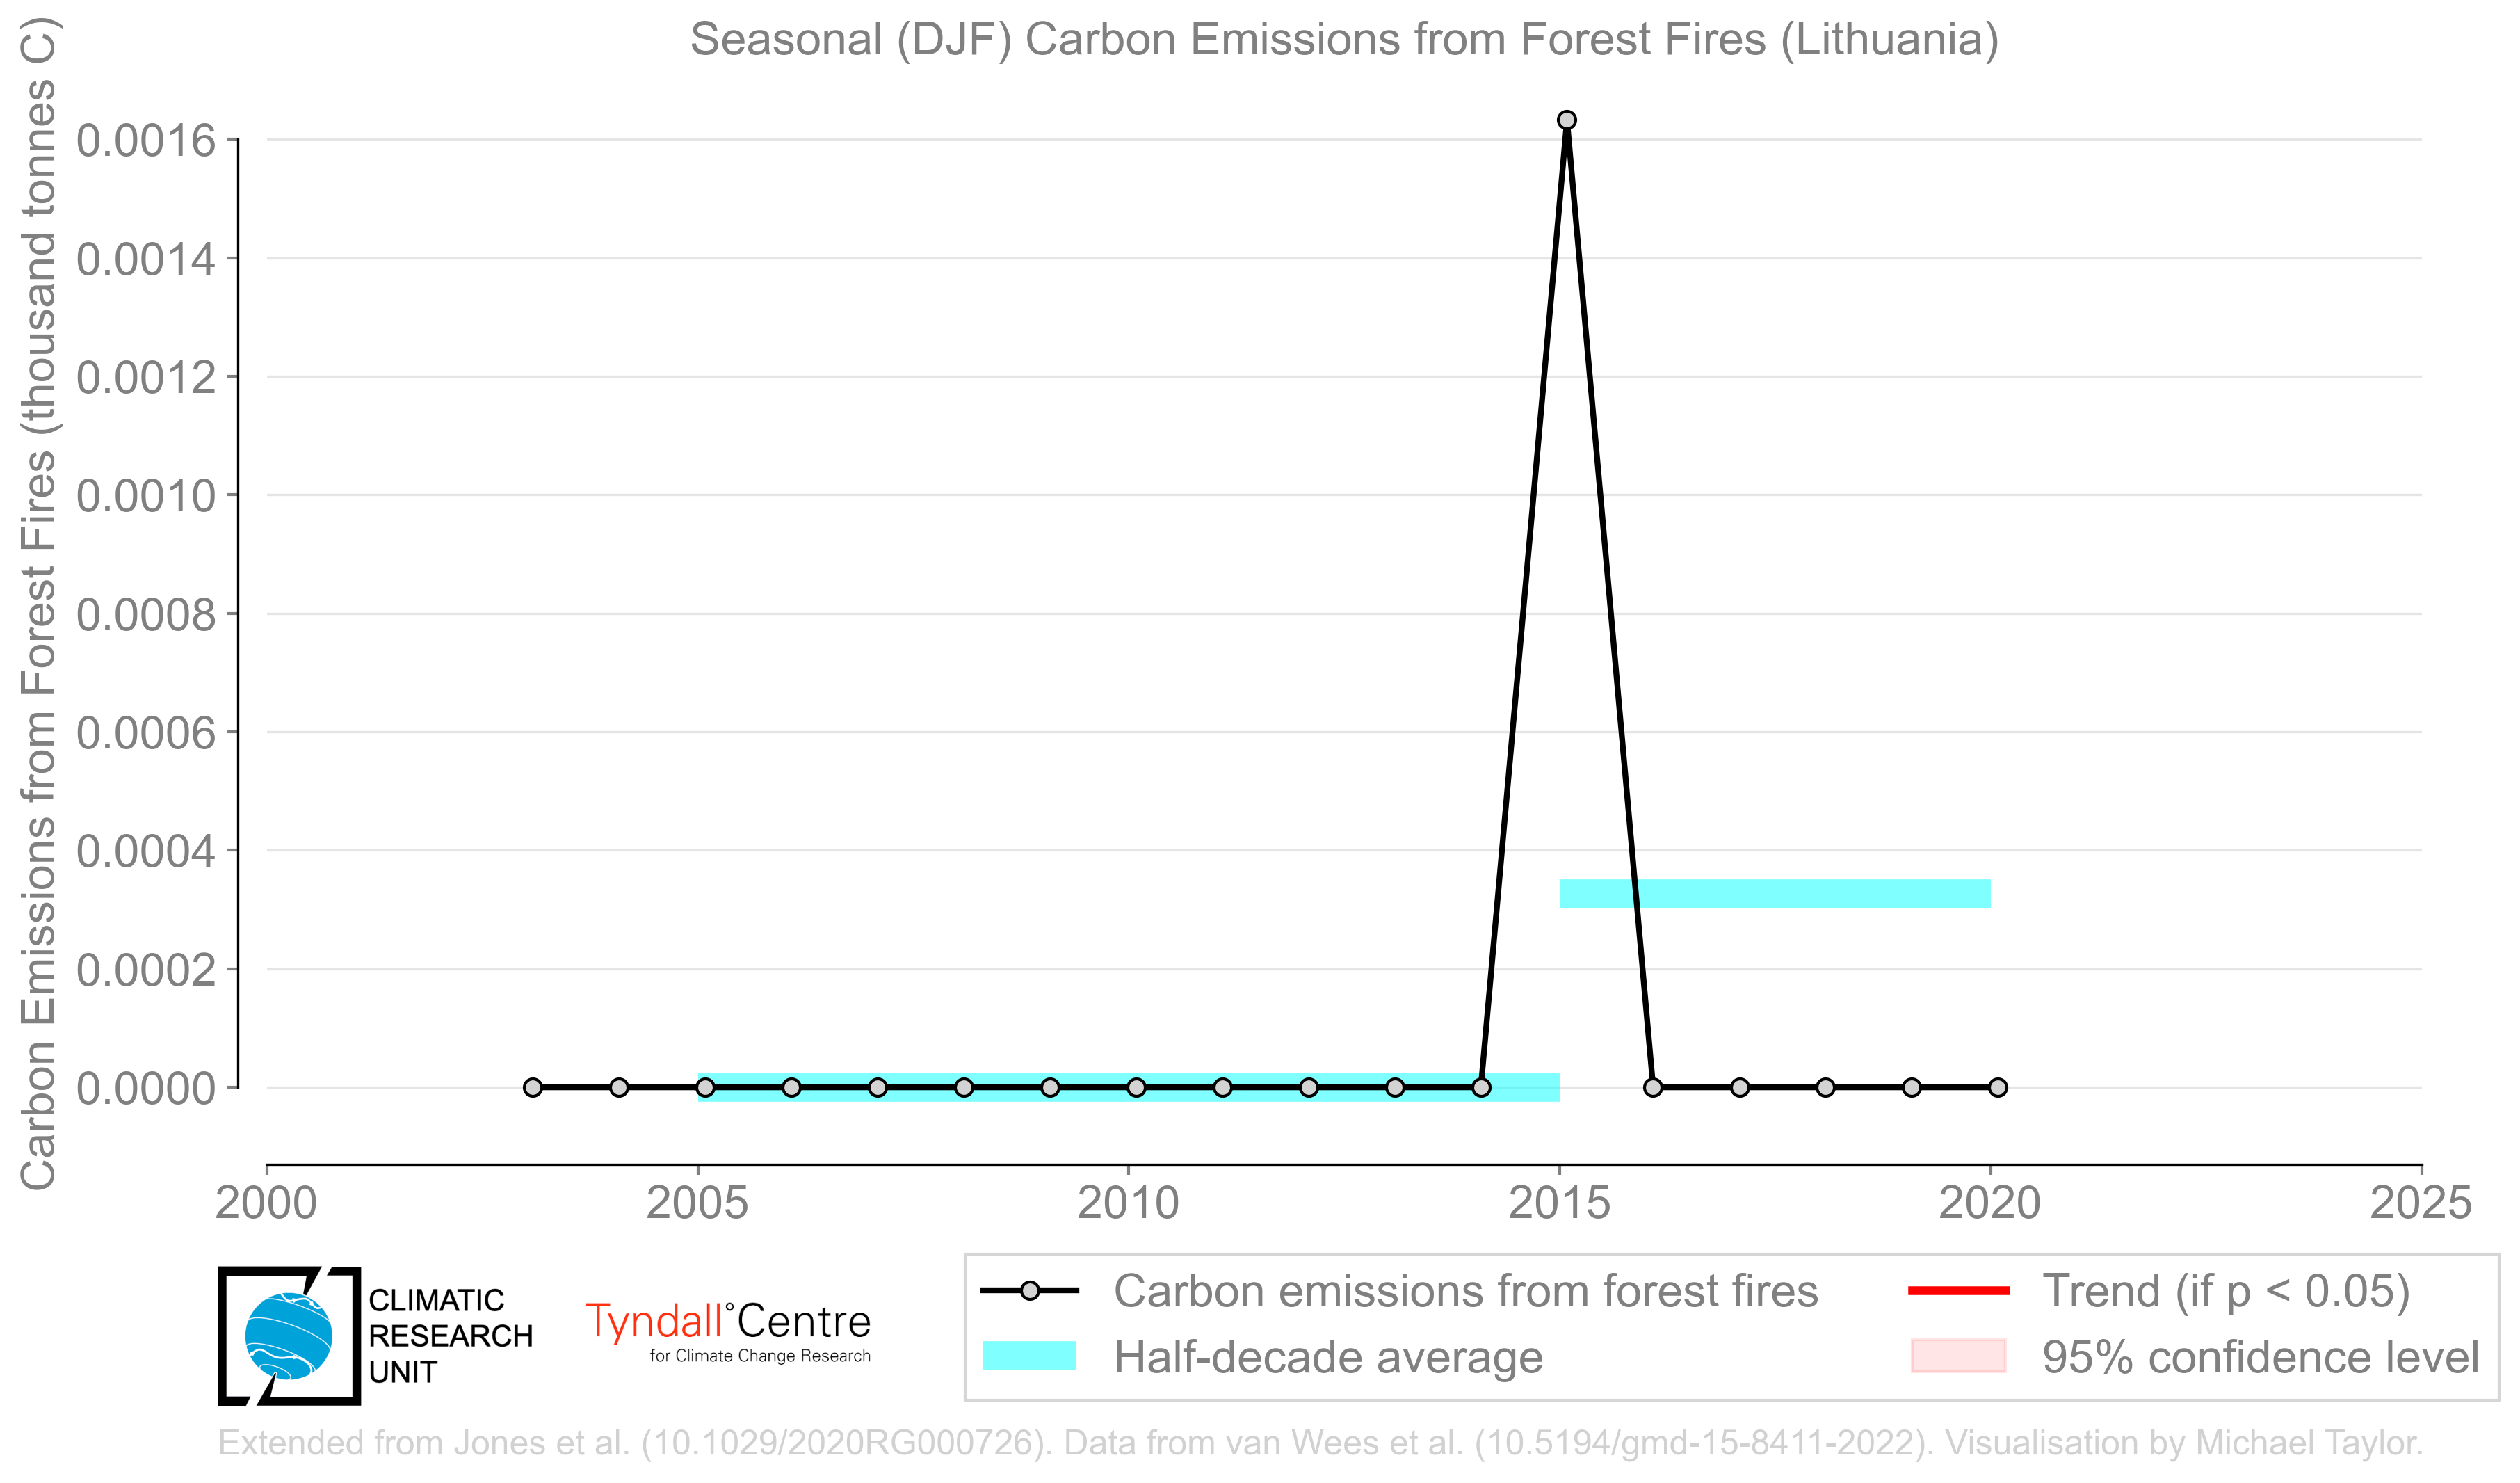 Seasonal (DJF) Carbon Emissions from Forest Fires (Lithuania)
Carbon Emissions from Forest Fires (thousand tonnes C)
0.0016
0.0014
0.0012
0.0010
0.0008
0.0006
0.0004
0.0002
0.0000
2000 2005 2010 2015 2020 2025
CLIMATIC
RESEARCH
UNIT
Tyndall°Centre
for Climate Change Research
Carbon emissions from forest fires
Half-decade average
Trend (if p < 0.05)
95% confidence level
Extended from Jones et al. (10.1029/2020RG000726). Data from van Wees et al. (10.5194/gmd-15-8411-2022). Visualisation by Michael Taylor.